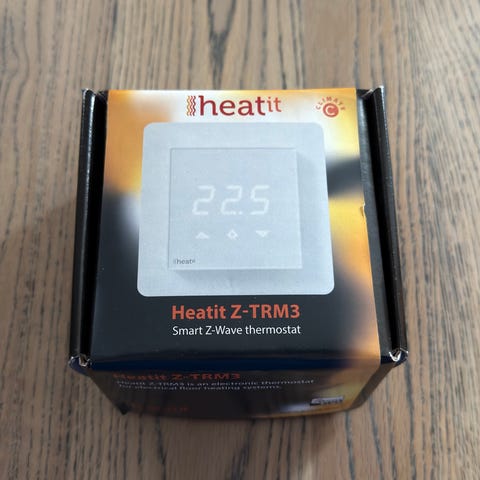 heatit
CLIMATE
C
22.5
heatit
Heatit Z-TRM3
Smart Z-Wave thermostat
Heatit Z-TRM3
Heatit Z-TRM3 is an electronic thermostat
for electrical floor heating systems.